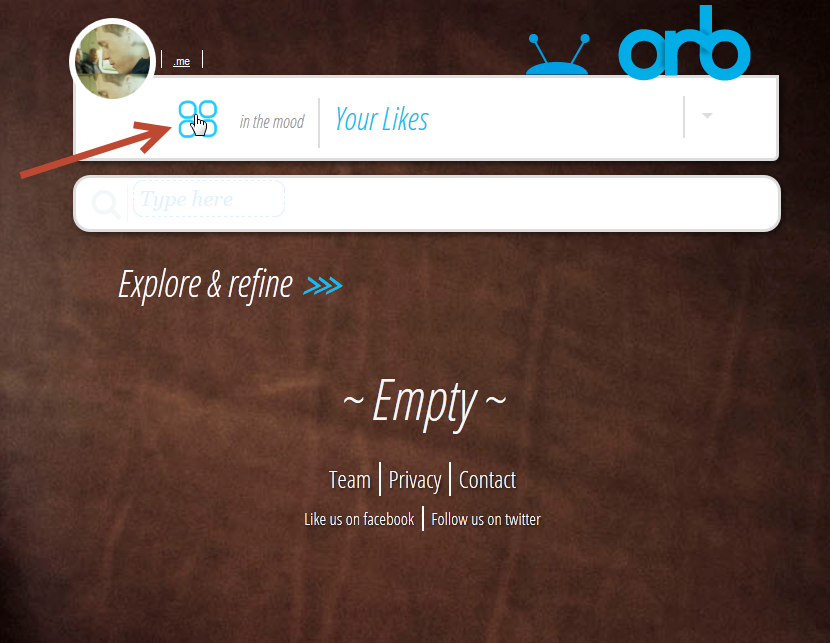 orb
.me
in the mood
Your Likes
Type here
Explore & refine >>>
~ Empty ~
Team | Privacy | Contact
Like us on facebook | Follow us on twitter